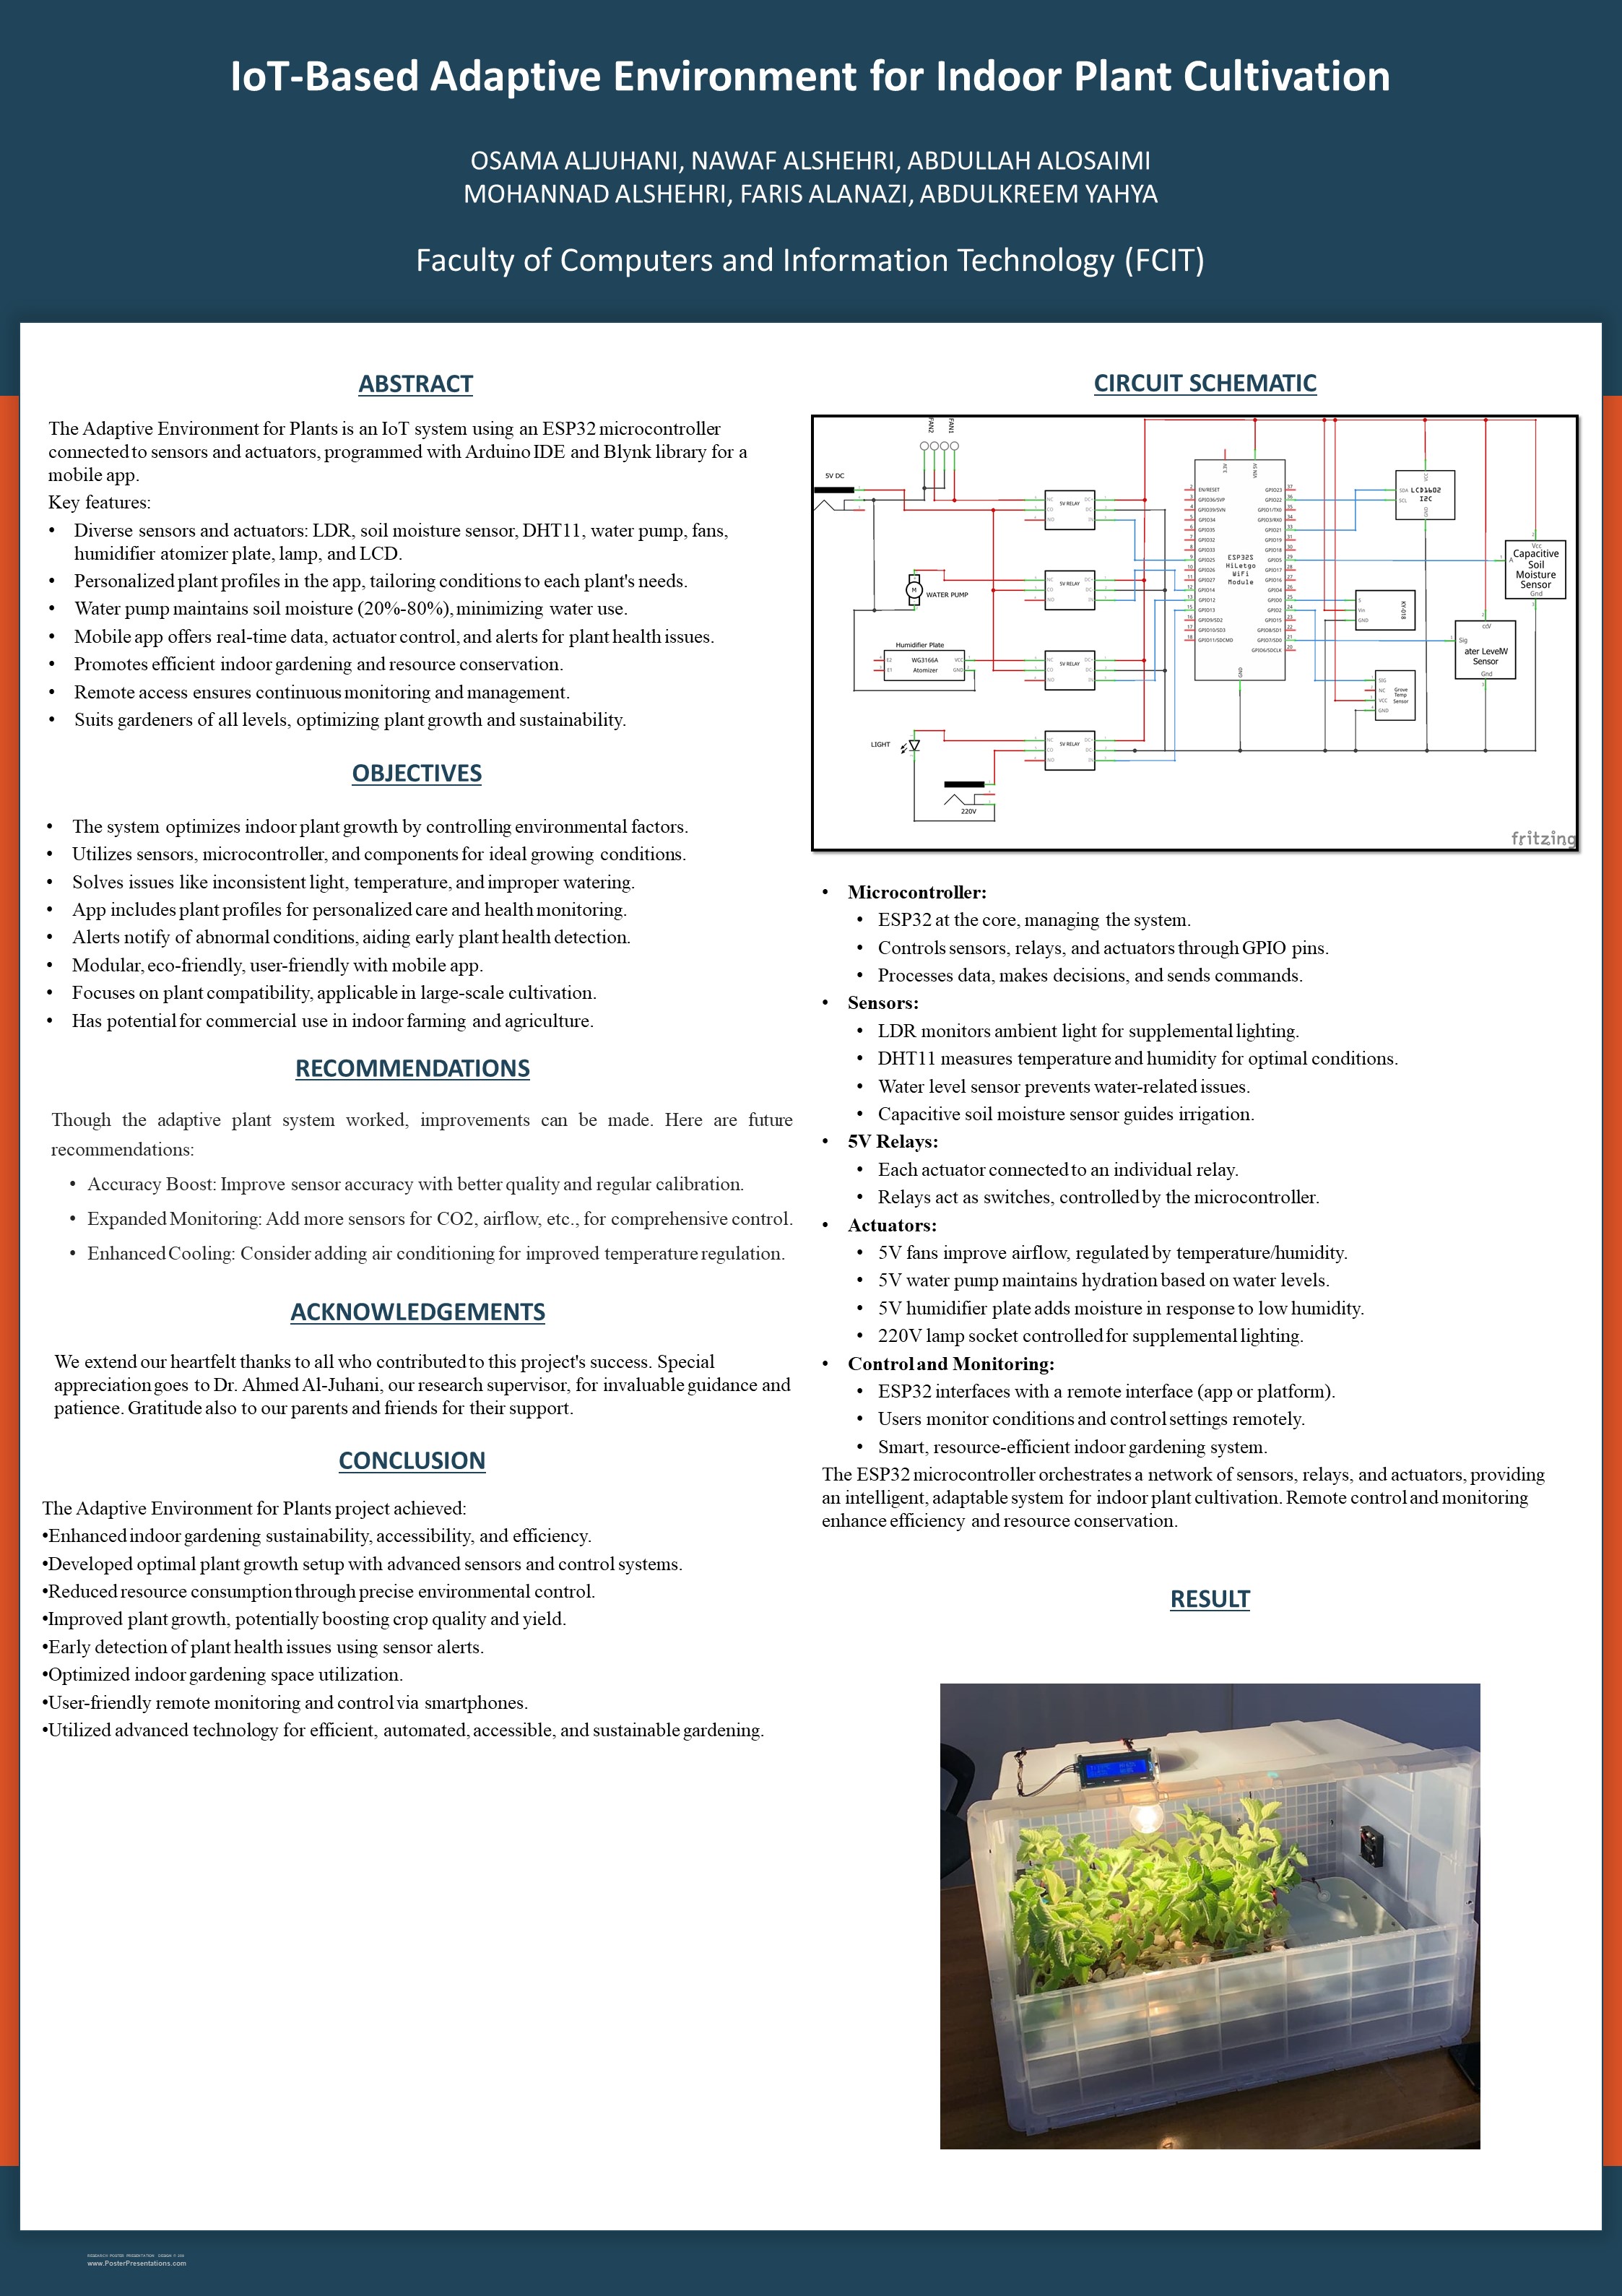 IoT-Based Adaptive Environment for Indoor Plant Cultivation
OSAMA ALJUHANI, NAWAF ALSHEHRI, ABDULLAH ALOSAIMI
MOHANNAD ALSHEHRI, FARIS ALANAZI, ABDULKREEM YAHYA
Faculty of Computers and Information Technology (FCIT)
ABSTRACT
The Adaptive Environment for Plants is an IoT system using an ESP32 microcontroller
connected to sensors and actuators, programmed with Arduino IDE and Blynk library for a
mobile app.
Key features:
• Diverse sensors and actuators: LDR, soil moisture sensor, DHT11, water pump, fans,
humidifier atomizer plate, lamp, and LCD.
• Personalized plant profiles in the app, tailoring conditions to each plant's needs.
• Water pump maintains soil moisture (20%-80%), minimizing water use.
• Mobile app offers real-time data, actuator control, and alerts for plant health issues.
• Promotes efficient indoor gardening and resource conservation.
• Remote access ensures continuous monitoring and management.
• Suits gardeners of all levels, optimizing plant growth and sustainability.
OBJECTIVES
• The system optimizes indoor plant growth by controlling environmental factors.
• Utilizes sensors, microcontroller, and components for ideal growing conditions.
• Solves issues like inconsistent light, temperature, and improper watering.
• App includes plant profiles for personalized care and health monitoring.
• Alerts notify of abnormal conditions, aiding early plant health detection.
• Modular, eco-friendly, user-friendly with mobile app.
• Focuses on plant compatibility, applicable in large-scale cultivation.
• Has potential for commercial use in indoor farming and agriculture.
RECOMMENDATIONS
Though the adaptive plant system worked, improvements can be made. Here are future
recommendations:
• Accuracy Boost: Improve sensor accuracy with better quality and regular calibration.
• Expanded Monitoring: Add more sensors for CO2, airflow, etc., for comprehensive control.
• Enhanced Cooling: Consider adding air conditioning for improved temperature regulation.
ACKNOWLEDGEMENTS
We extend our heartfelt thanks to all who contributed to this project's success. Special
appreciation goes to Dr. Ahmed Al-Juhani, our research supervisor, for invaluable guidance and
patience. Gratitude also to our parents and friends for their support.
CONCLUSION
The Adaptive Environment for Plants project achieved:
•Enhanced indoor gardening sustainability, accessibility, and efficiency.
•Developed optimal plant growth setup with advanced sensors and control systems.
•Reduced resource consumption through precise environmental control.
•Improved plant growth, potentially boosting crop quality and yield.
•Early detection of plant health issues using sensor alerts.
•Optimized indoor gardening space utilization.
•User-friendly remote monitoring and control via smartphones.
•Utilized advanced technology for efficient, automated, accessible, and sustainable gardening.
CIRCUIT SCHEMATIC
FAN2
FAN1
5V DC
WATER PUMP
M
Humidifier Plate
WG3166A
Atomizer
LIGHT
220V
5V RELAY
5V RELAY
5V RELAY
5V RELAY
ESP32S
HiLetgo
WiFi
Module
LCD1602
I2C
Capacitive
Soil
Moisture
Sensor
Gnd
KY-018
ater LeveW
Sensor
Gnd
Sig
Grove
Temp
Sensor
fritzing
• Microcontroller:
• ESP32 at the core, managing the system.
• Controls sensors, relays, and actuators through GPIO pins.
• Processes data, makes decisions, and sends commands.
• Sensors:
• LDR monitors ambient light for supplemental lighting.
• DHT11 measures temperature and humidity for optimal conditions.
• Water level sensor prevents water-related issues.
• Capacitive soil moisture sensor guides irrigation.
• 5V Relays:
• Each actuator connected to an individual relay.
• Relays act as switches, controlled by the microcontroller.
• Actuators:
• 5V fans improve airflow, regulated by temperature/humidity.
• 5V water pump maintains hydration based on water levels.
• 5V humidifier plate adds moisture in response to low humidity.
• 220V lamp socket controlled for supplemental lighting.
• Control and Monitoring:
• ESP32 interfaces with a remote interface (app or platform).
• Users monitor conditions and control settings remotely.
• Smart, resource-efficient indoor gardening system.
The ESP32 microcontroller orchestrates a network of sensors, relays, and actuators, providing
an intelligent, adaptable system for indoor plant cultivation. Remote control and monitoring
enhance efficiency and resource conservation.
RESULT
www.PosterPresentations.com